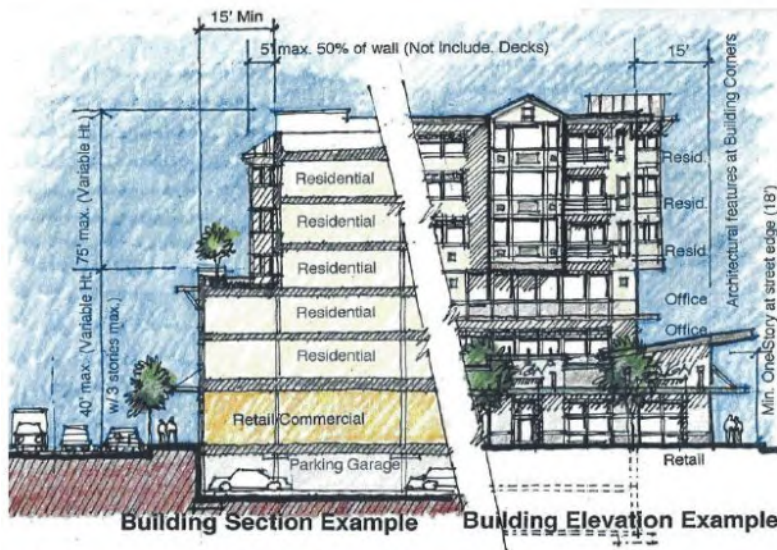 15' Min
5' max. 50% of wall (Not Include. Decks)
15'
40' max. (Variable Ht.) 75' max. (Variable Ht.)
w/ 3 stories max.)
Residential
Residential
Residential
Residential
Residential
Retail Commercial
Parking Garage
Resid.
Resid.
Resid.
Office
Office
Retail
Architectural features at Building Corners
Min. One Story at street edge (18')
Building Section Example
Building Elevation Example